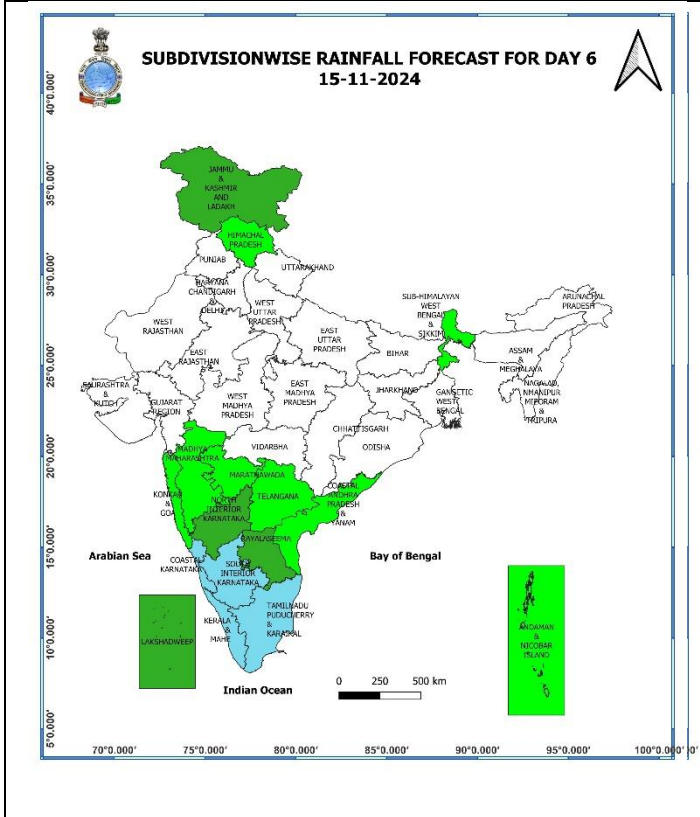 SUBDIVISIONWISE RAINFALL FORECAST FOR DAY 6
15-11-2024
40°0.000'
35°0.000'
30°0.000'
25°0.000'
20°0.000'
15°0.000'
10°0.000'
5°0.000'
JAMMU
&
KASHMIR
AND
LADAKH
HIMACHAL
PRADESH
PUNJAB
UTTARAKHAND
HARYANA
CHANDIGARH
&
DELHI
WEST
UTTAR
PRADESH
WEST
RAJASTHAN
EAST
RAJASTHAN
EAST
UTTAR
PRADESH
SUB-HIMALAYAN
WEST
BENGAL
&
SIKKIM
ARUNACHAL
PRADESH
BIHAR
ASSAM
&
MEGHALAYA
SAURASHTRA
&
KUTCH
GUJARAT
REGION
WEST
MADHYA
PRADESH
EAST
MADHYA
PRADESH
JHARKHAND
GANGETIC
WEST
BENGAL
NAGALAD,
MMANIPUR
MIZORAM
&
TRIPURA
CHHATTISGARH
ODISHA
VIDARBHA
MADHYA
MAHARASHTRA
MARATHAWADA
TELANGANA
COASTAL
ANDHRA
PRADESH
&
YANAM
KONKAN
&
GOA
NORTH
INTERIOR
KARNATAKA
RAYALASEEMA
Arabian Sea
Bay of Bengal
COASTAL
KARNATAKA
SOUTH
INTERIOR
KARNATAKA
TAMILNADU
PUDUCHERRY
&
KARAIKAL
KERALA
&
MAHE
LAKSHADWEEP
ANDAMAN
&
NICOBAR
ISLAND
Indian Ocean
0 250 500 km
70°0.000' 75°0.000' 80°0.000' 85°0.000' 90°0.000' 95°0.000' 100°0.000'